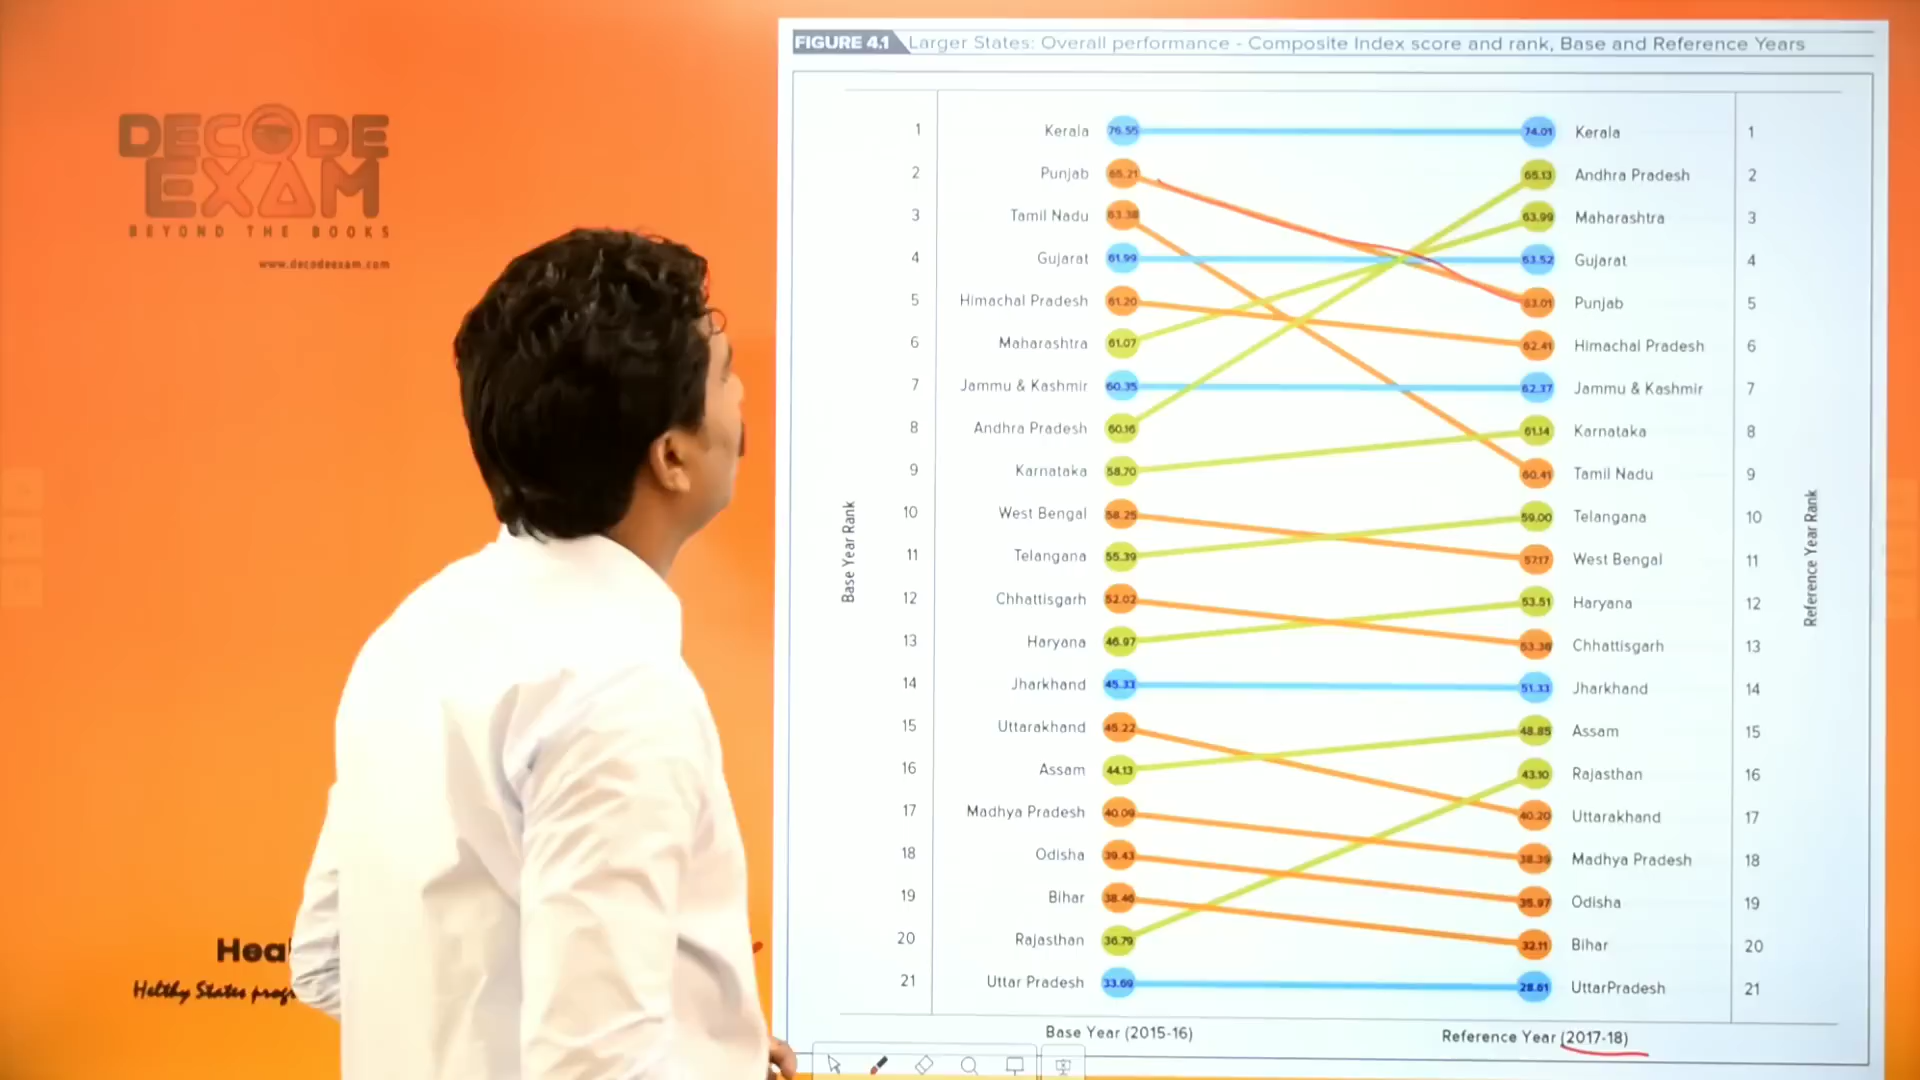 FIGURE 4.1 Larger States: Overall performance - Composite Index score and rank, Base and Reference Years
DECODE
EXAM
BEYOND THE BOOKS
www.decodeexam.com
1 Kerala 76.55 74.01 Kerala 1
2 Punjab 65.21 65.13 Andhra Pradesh 2
3 Tamil Nadu 63.38 63.99 Maharashtra 3
4 Gujarat 61.99 63.52 Gujarat 4
5 Himachal Pradesh 61.20 63.01 Punjab 5
6 Maharashtra 61.07 62.41 Himachal Pradesh 6
7 Jammu & Kashmir 60.35 62.37 Jammu & Kashmir 7
8 Andhra Pradesh 60.16 61.14 Karnataka 8
9 Karnataka 58.70 60.41 Tamil Nadu 9
10 West Bengal 58.25 59.00 Telangana 10
11 Telangana 55.39 57.17 West Bengal 11
12 Chhattisgarh 52.02 53.51 Haryana 12
13 Haryana 46.97 53.36 Chhattisgarh 13
14 Jharkhand 45.33 51.33 Jharkhand 14
15 Uttarakhand 45.22 48.85 Assam 15
16 Assam 44.13 43.10 Rajasthan 16
17 Madhya Pradesh 40.09 40.20 Uttarakhand 17
18 Odisha 39.43 38.39 Madhya Pradesh 18
19 Bihar 38.46 35.97 Odisha 19
20 Rajasthan 36.79 32.11 Bihar 20
21 Uttar Pradesh 33.69 28.61 UttarPradesh 21
Base Year Rank
Reference Year Rank
Base Year (2015-16) Reference Year (2017-18)
Hea
Helthy States progr